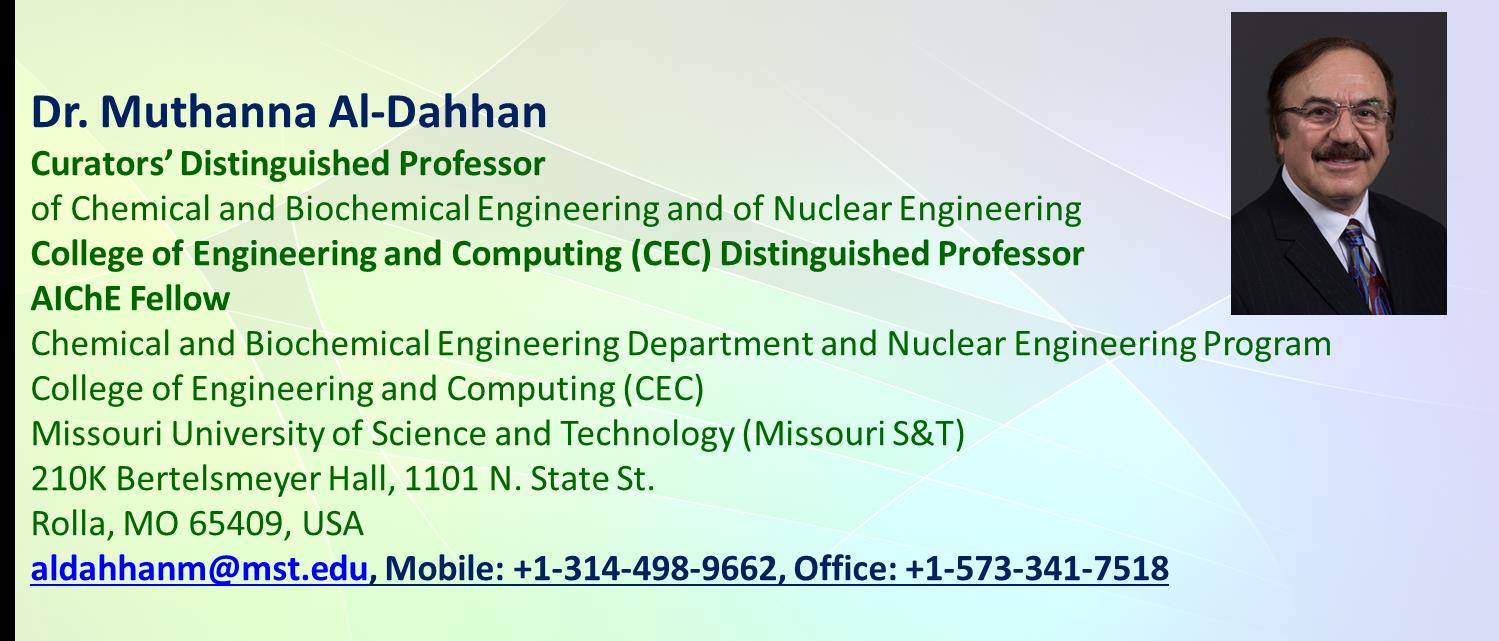 Dr. Muthanna Al-Dahhan
Curators’ Distinguished Professor
of Chemical and Biochemical Engineering and of Nuclear Engineering
College of Engineering and Computing (CEC) Distinguished Professor
AIChE Fellow
Chemical and Biochemical Engineering Department and Nuclear Engineering Program
College of Engineering and Computing (CEC)
Missouri University of Science and Technology (Missouri S&T)
210K Bertelsmeyer Hall, 1101 N. State St.
Rolla, MO 65409, USA
aldahhanm@mst.edu, Mobile: +1-314-498-9662, Office: +1-573-341-7518